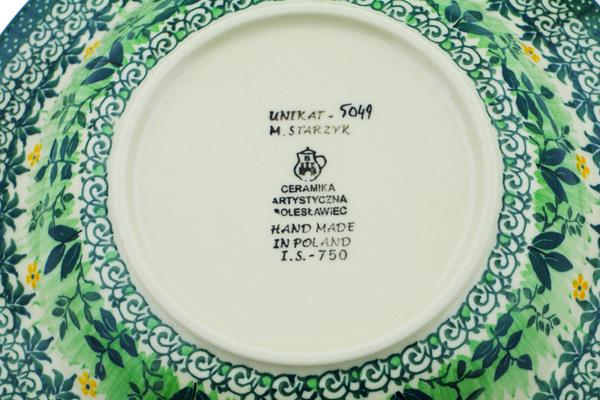 UNIKAT - 5049
M. STARZYK
CERAMIKA
ARTYSTYCZNA
BOLESŁAWIEC
HAND MADE
IN POLAND
I.S.-750